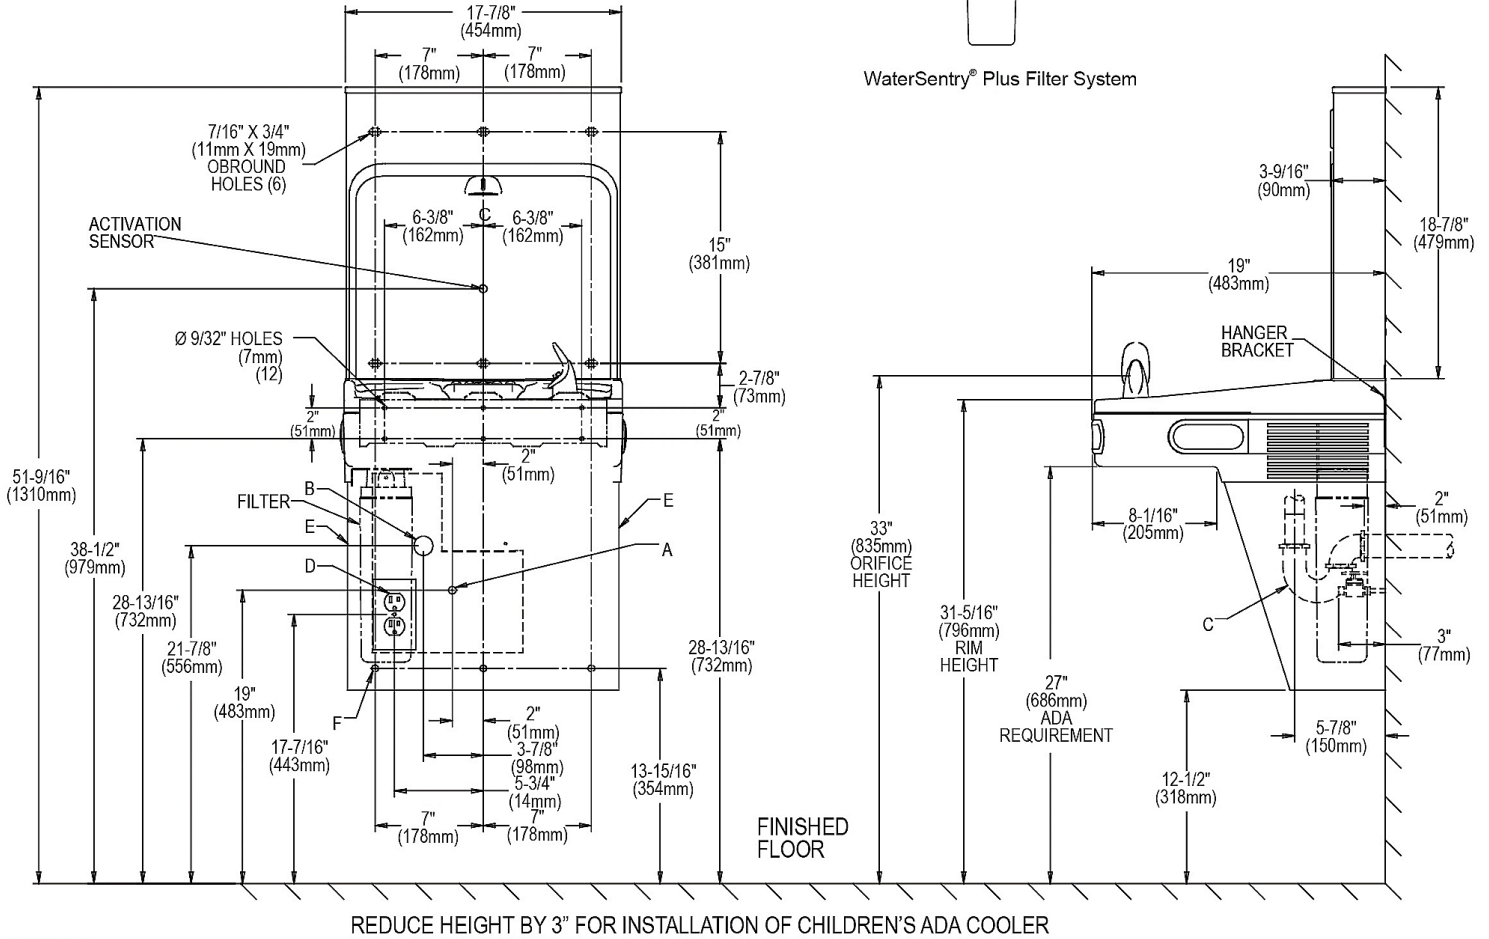 17-7/8"
(454mm)
7"
(178mm)
7"
(178mm)
WaterSentry® Plus Filter System
7/16" X 3/4"
(11mm X 19mm)
OBROUND
HOLES (6)
3-9/16"
(90mm)
ACTIVATION
SENSOR
6-3/8"
(162mm)
C
6-3/8"
(162mm)
15"
(381mm)
18-7/8"
(479mm)
19"
(483mm)
Ø 9/32" HOLES
(7mm)
(12)
HANGER
BRACKET
2-7/8"
(73mm)
2"
(51mm)
2"
(51mm)
2"
(51mm)
51-9/16"
(1310mm)
B
FILTER
E
E
A
D
38-1/2"
(979mm)
28-13/16"
(732mm)
21-7/8"
(556mm)
19"
(483mm)
17-7/16"
(443mm)
F
2"
(51mm)
3-7/8"
(98mm)
5-3/4"
(14mm)
7"
(178mm)
7"
(178mm)
13-15/16"
(354mm)
28-13/16"
(732mm)
33"
(835mm)
ORIFICE
HEIGHT
8-1/16"
(205mm)
2"
(51mm)
31-5/16"
(796mm)
RIM
HEIGHT
C
3"
(77mm)
27"
(686mm)
ADA
REQUIREMENT
5-7/8"
(150mm)
12-1/2"
(318mm)
FINISHED
FLOOR
REDUCE HEIGHT BY 3” FOR INSTALLATION OF CHILDREN’S ADA COOLER